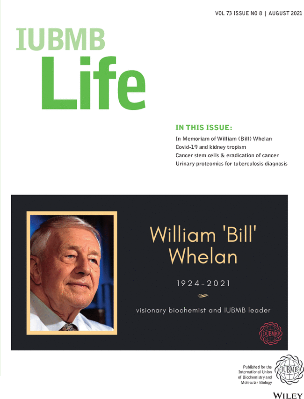 VOL 73 ISSUE NO 8 | AUGUST 2021
IUBMB
Life
IN THIS ISSUE:
In Memoriam of William (Bill) Whelan
Covid-19 and kidney tropism
Cancer stem cells & eradication of cancer
Urinary proteomics for tuberculosis diagnosis
William 'Bill'
Whelan
1924-2021
visionary biochemist and IUBMB leader
IUBMB
Published by the
International Union
of Biochemistry and
Molecular Biology
IUBMB
WILEY